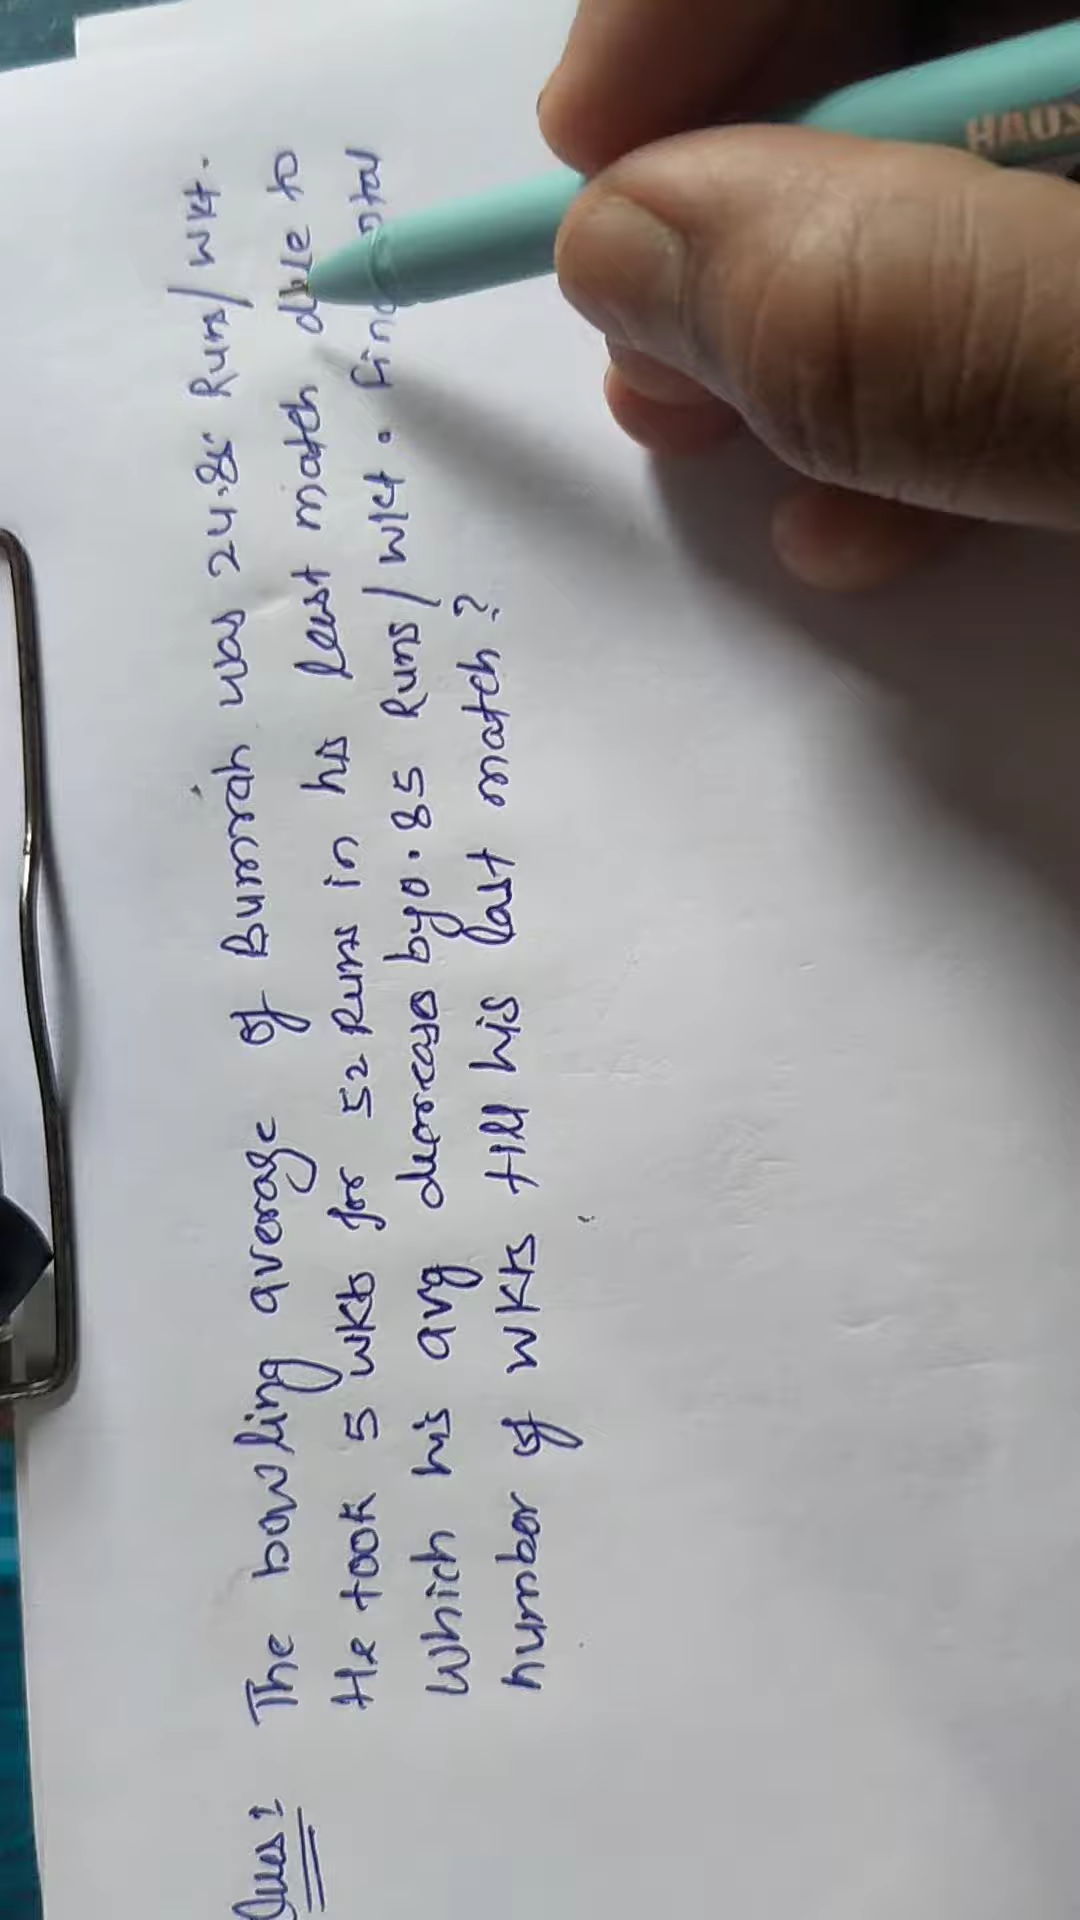 Ques:
The bowling average of Bumrah was 24.85 Runs/wkt.
He took 5 wkts for 52 Runs in his last match due to
Which his avg decreases by 0.85 Runs/wkt. Find
number of wkts till his last match?
HAUS